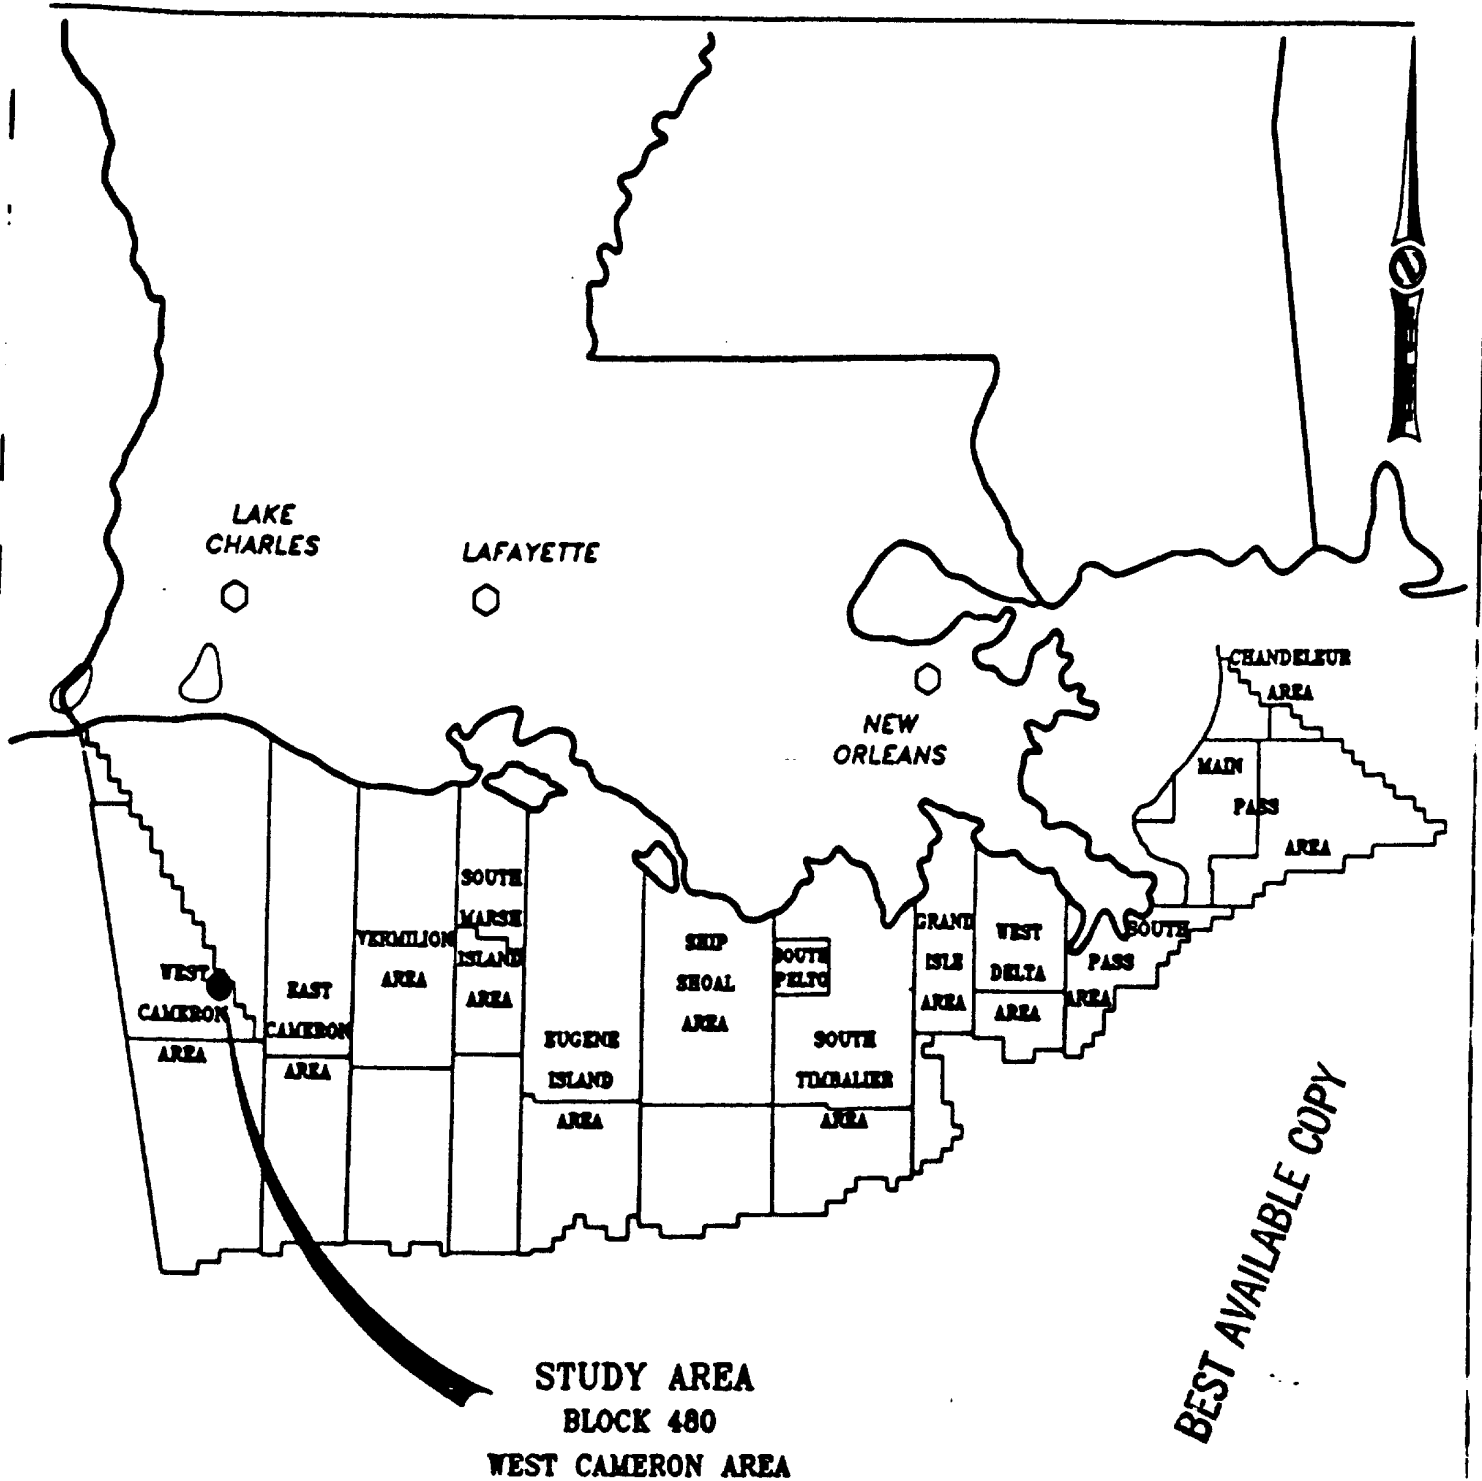 LAKE
CHARLES
LAFAYETTE
NEW
ORLEANS
CHANDELEUR
AREA
MAIN
PASS
AREA
SOUTH
MARSH
ISLAND
AREA
VERMILION
AREA
WEST
CAMERON
AREA
EAST
CAMERON
AREA
EUGENE
ISLAND
AREA
SHIP
SHOAL
AREA
SOUTH
PELTO
SOUTH
TIMBALIER
AREA
GRAND
ISLE
AREA
WEST
DELTA
AREA
SOUTH
PASS
AREA
BEST AVAILABLE COPY
STUDY AREA
BLOCK 480
WEST CAMERON AREA